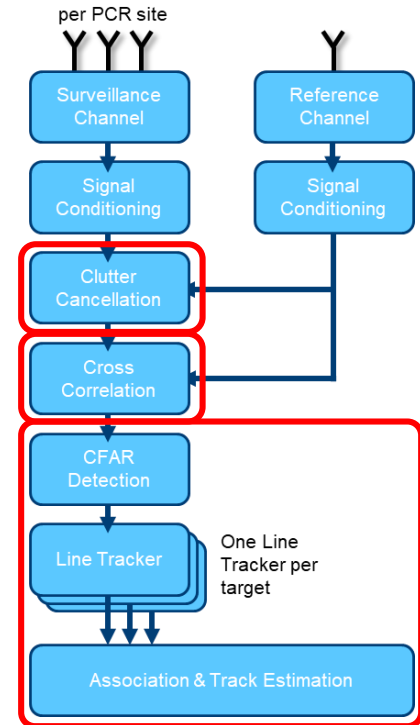 per PCR site
Surveillance
Channel
Reference
Channel
Signal
Conditioning
Signal
Conditioning
Clutter
Cancellation
Cross
Correlation
CFAR
Detection
Line Tracker
One Line
Tracker per
target
Association & Track Estimation